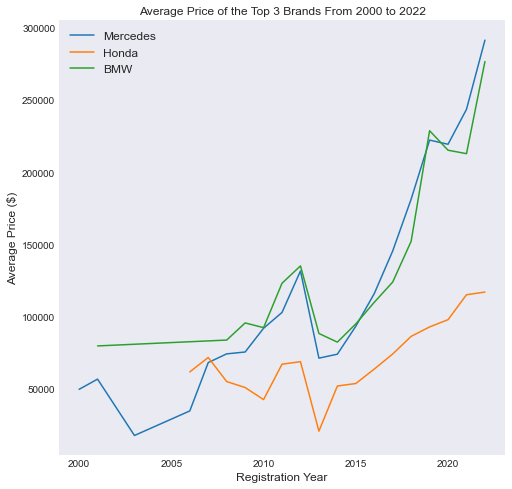 Average Price of the Top 3 Brands From 2000 to 2022
300000
Mercedes
Honda
BMW
250000
200000
150000
100000
50000
Average Price ($)
2000 2005 2010 2015 2020
Registration Year